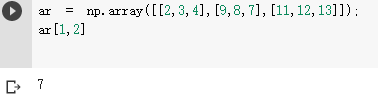 ar = np.array([[2,3,4],[9,8,7],[11,12,13]]);
ar[1,2]
7